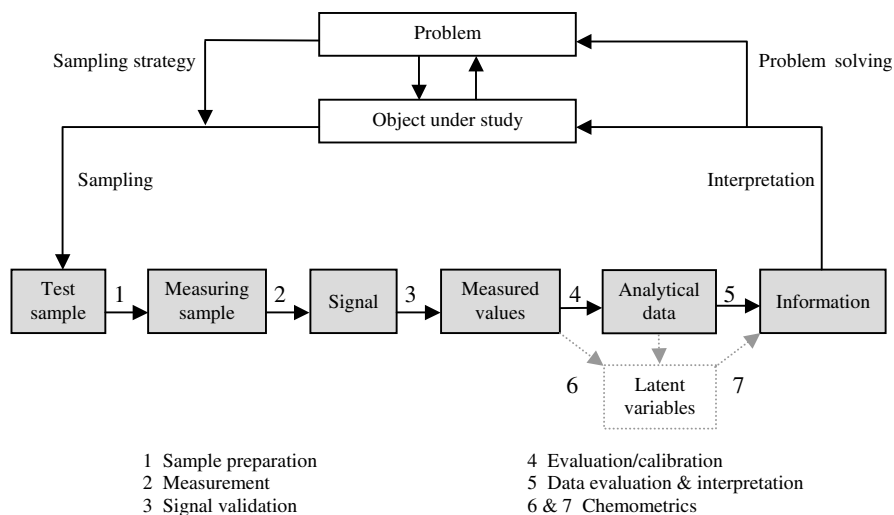 Problem
Sampling strategy
Problem solving
Object under study
Sampling
Interpretation
Test
sample
1
Measuring
sample
2
Signal
3
Measured
values
4
Analytical
data
5
Information
6
Latent
variables
7
1 Sample preparation
2 Measurement
3 Signal validation
4 Evaluation/calibration
5 Data evaluation & interpretation
6 & 7 Chemometrics